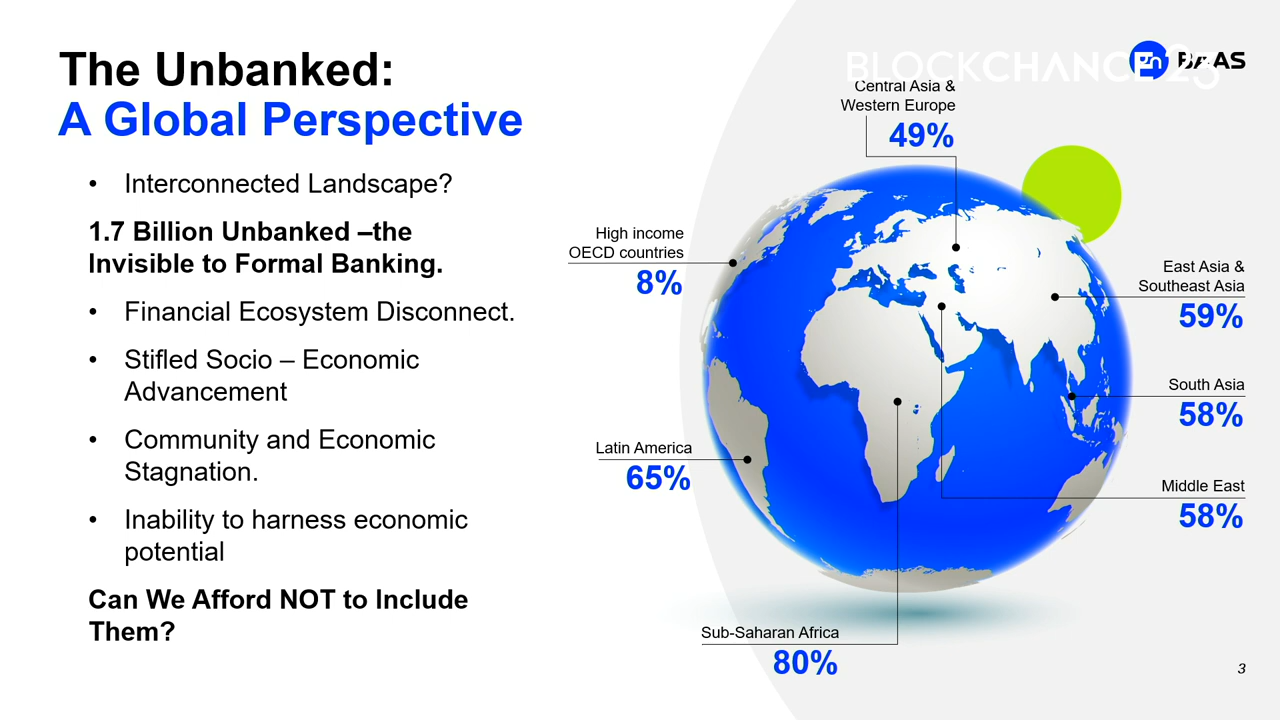 The Unbanked:
A Global Perspective
• Interconnected Landscape?
1.7 Billion Unbanked –the
Invisible to Formal Banking.
• Financial Ecosystem Disconnect.
• Stifled Socio – Economic
Advancement
• Community and Economic
Stagnation.
• Inability to harness economic
potential
Can We Afford NOT to Include
Them?
BLOCKCHANCE 25
BAAS
Central Asia &
Western Europe
49%
High income
OECD countries
8%
East Asia &
Southeast Asia
59%
South Asia
58%
Latin America
65%
Middle East
58%
Sub-Saharan Africa
80%
3